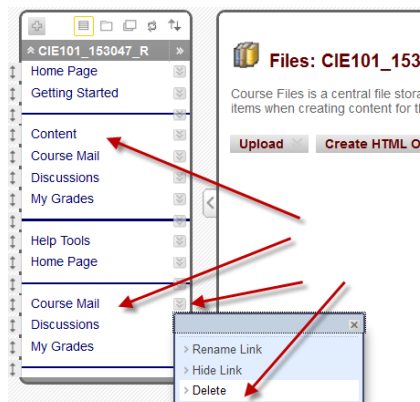 CIE101_153047_R
Home Page
Getting Started
Content
Course Mail
Discussions
My Grades
Help Tools
Home Page
Course Mail
Discussions
My Grades
Files: CIE101_153
Course Files is a central file stora
items when creating content for t
Upload
Create HTML O
> Rename Link
> Hide Link
> Delete